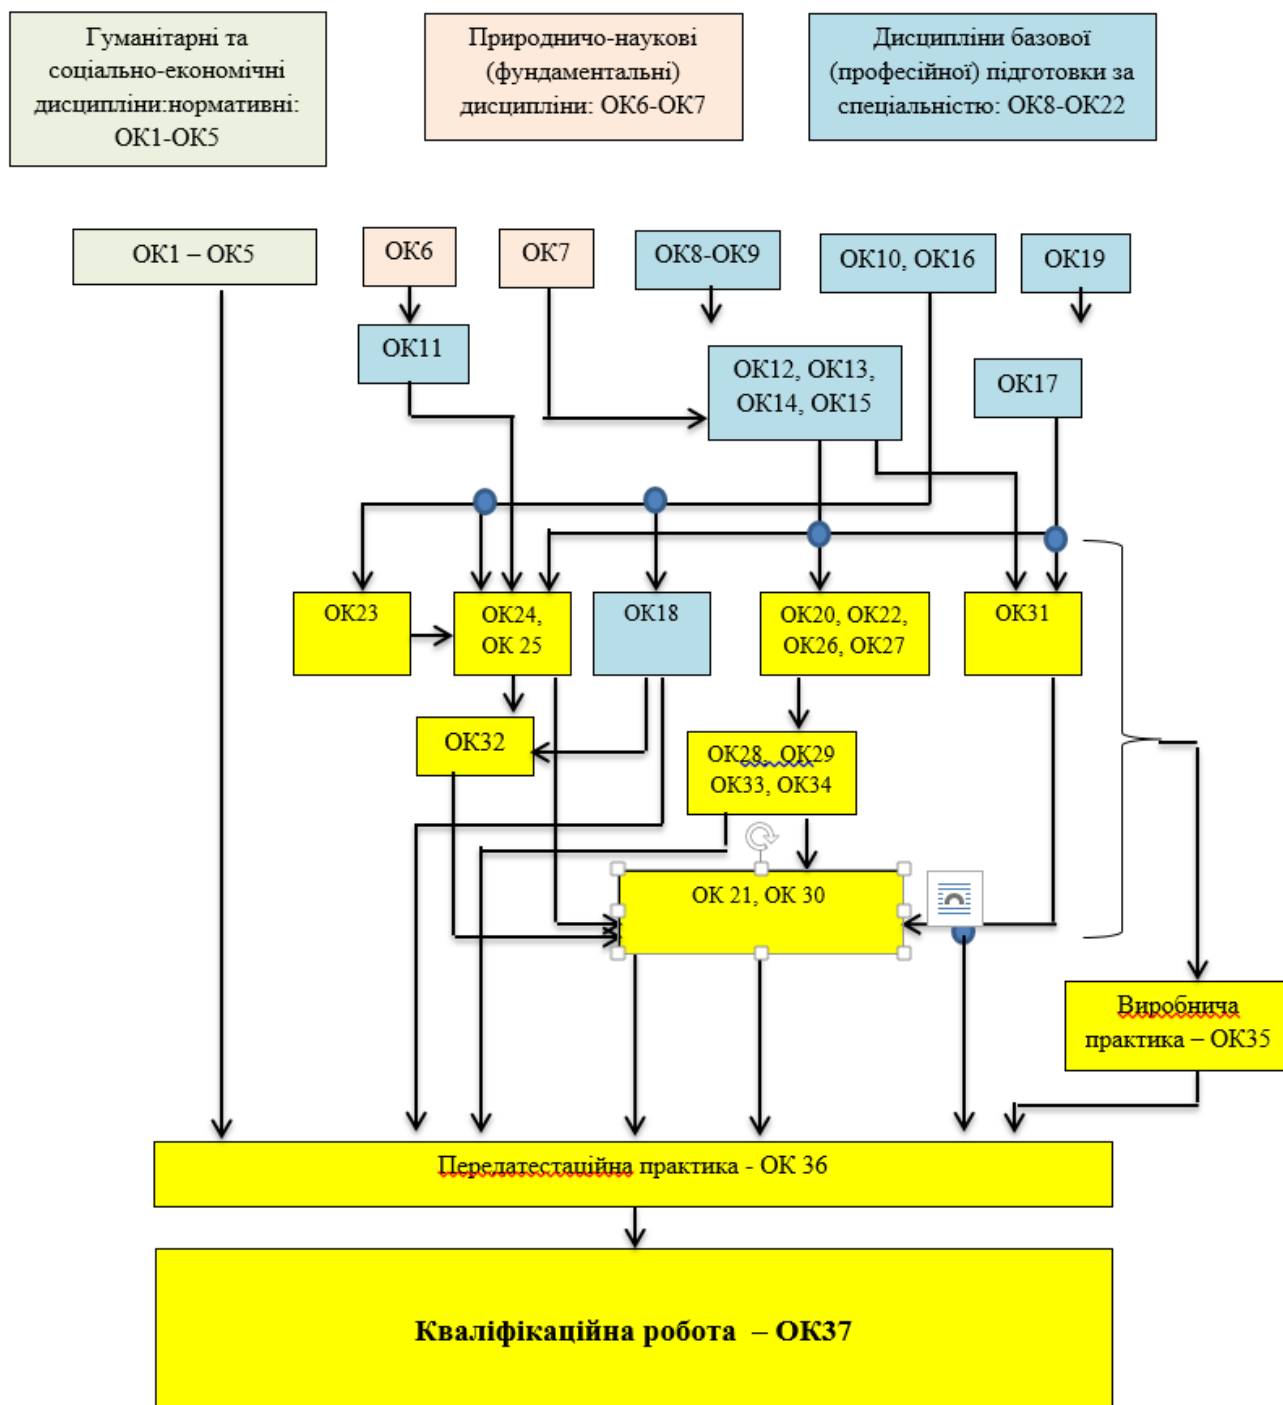 Гуманітарні та
соціально-економічні
дисципліни:нормативні:
ОК1-ОК5
Природничо-наукові
(фундаментальні)
дисципліни: ОК6-ОК7
Дисципліни базової
(професійної) підготовки за
спеціальністю: ОК8-ОК22
ОК1 – ОК5
ОК6
ОК7
ОК8-ОК9
ОК10, ОК16
ОК19
ОК11
ОК12, ОК13,
ОК14, ОК15
ОК17
ОК23
ОК24,
ОК 25
ОК18
ОК20, ОК22,
ОК26, ОК27
ОК31
ОК32
ОК28, ОК29
ОК33, ОК34
ОК 21, ОК 30
Виробнича
практика – ОК35
Передатестаційна практика - ОК 36
Кваліфікаційна робота – ОК37